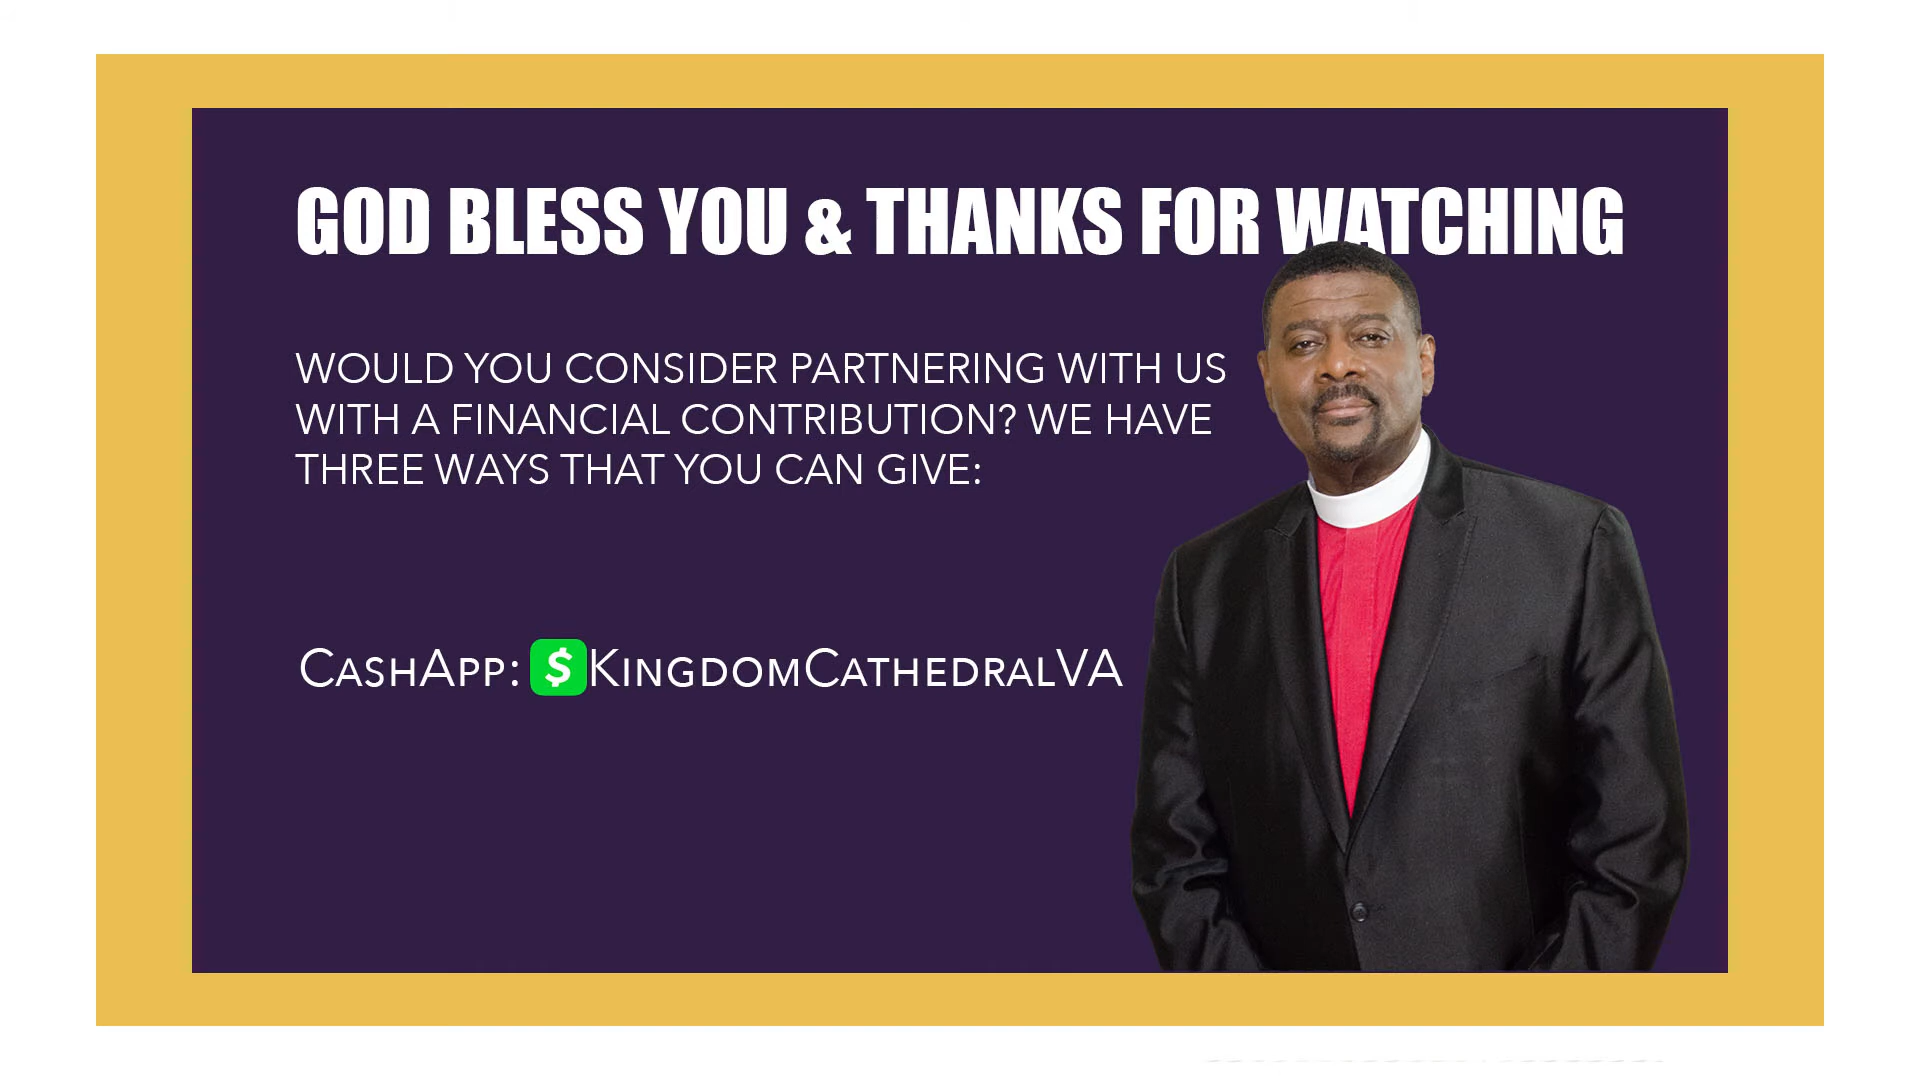 GOD BLESS YOU & THANKS FOR WATCHING
WOULD YOU CONSIDER PARTNERING WITH US
WITH A FINANCIAL CONTRIBUTION? WE HAVE
THREE WAYS THAT YOU CAN GIVE:
CASHAPP: $KINGDOMCATHEDRALVA